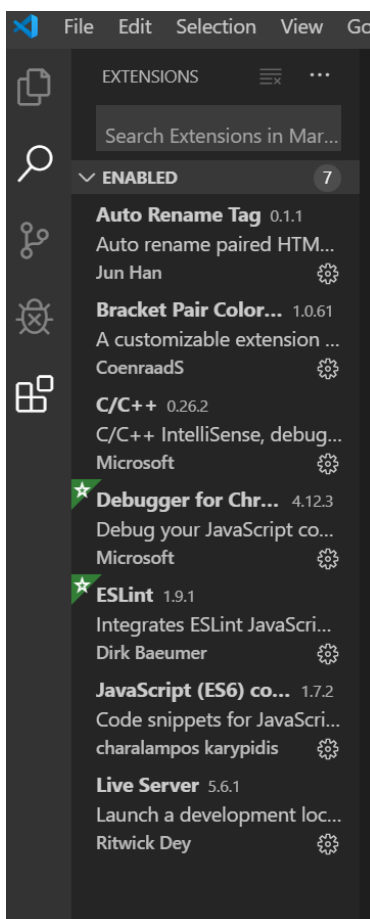 File Edit Selection View Go
EXTENSIONS
Search Extensions in Mar...
ENABLED 7
Auto Rename Tag 0.1.1
Auto rename paired HTM...
Jun Han
Bracket Pair Color... 1.0.61
A customizable extension ...
CoenraadS
C/C++ 0.26.2
C/C++ IntelliSense, debug...
Microsoft
Debugger for Chr... 4.12.3
Debug your JavaScript co...
Microsoft
ESLint 1.9.1
Integrates ESLint JavaScri...
Dirk Baeumer
JavaScript (ES6) co... 1.7.2
Code snippets for JavaScri...
charalampos karypidis
Live Server 5.6.1
Launch a development loc...
Ritwick Dey